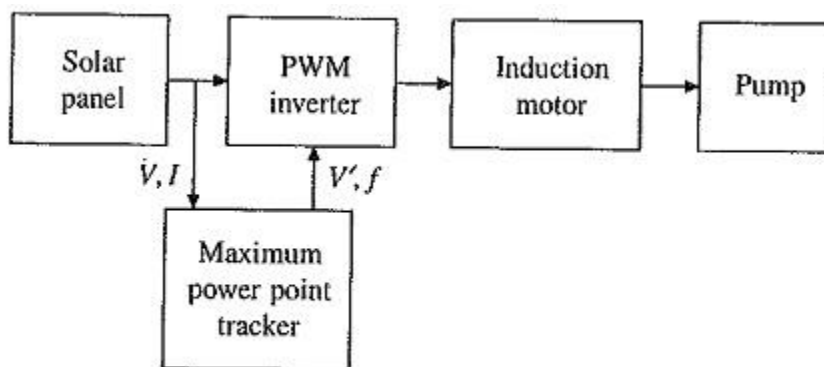 Solar
panel
PWM
inverter
Induction
motor
Pump
V, I
V′, f
Maximum
power point
tracker